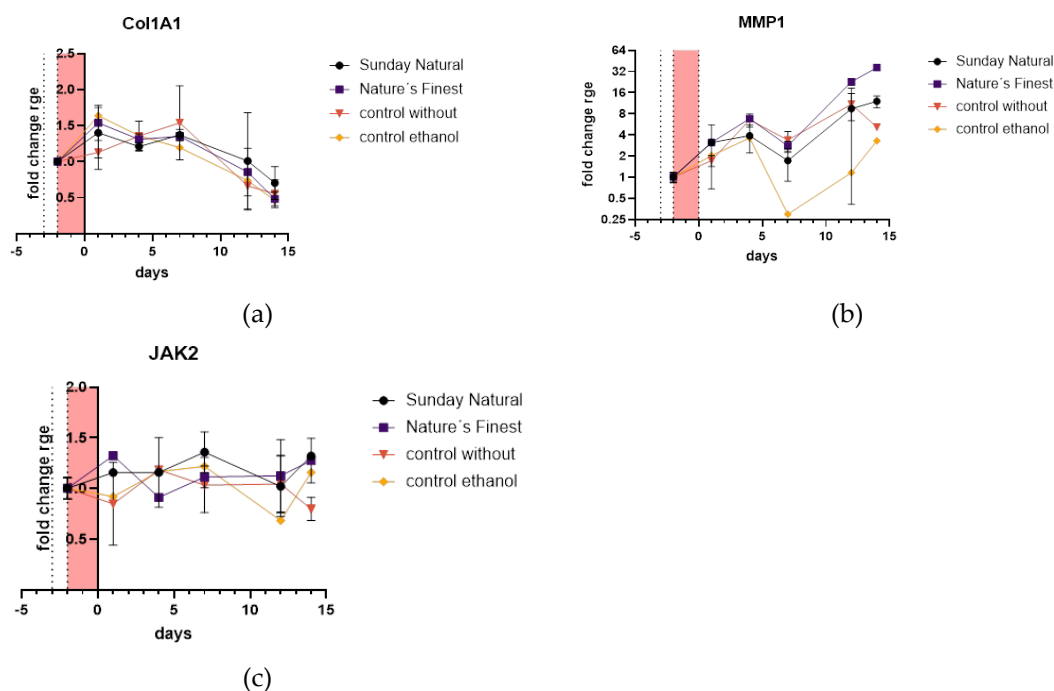 Col1A1
fold change rge
2.5
2.0
1.5
1.0
0.5
-5 0 5 10 15
days
Sunday Natural
Nature´s Finest
control without
control ethanol
(a)
MMP1
fold change rge
64
32
16
8
4
2
1
0.5
0.25
-5 0 5 10 15
days
Sunday Natural
Nature´s Finest
control without
control ethanol
(b)
JAK2
fold change rge
2.0
1.5
1.0
0.5
-5 0 5 10 15
days
Sunday Natural
Nature´s Finest
control without
control ethanol
(c)